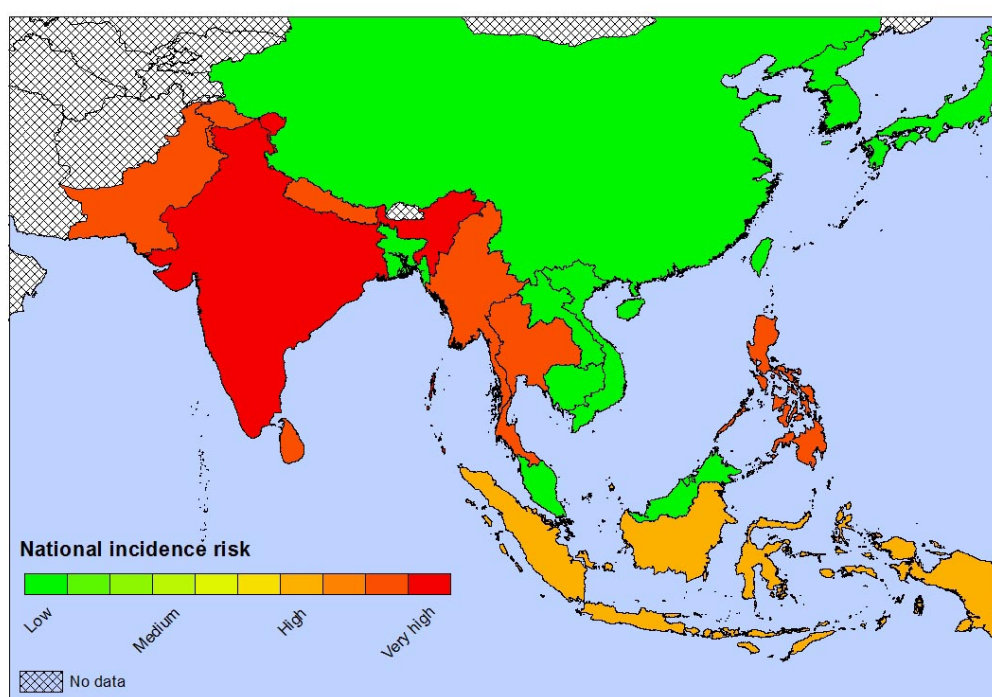 National incidence risk
Low
Medium
High
Very high
No data